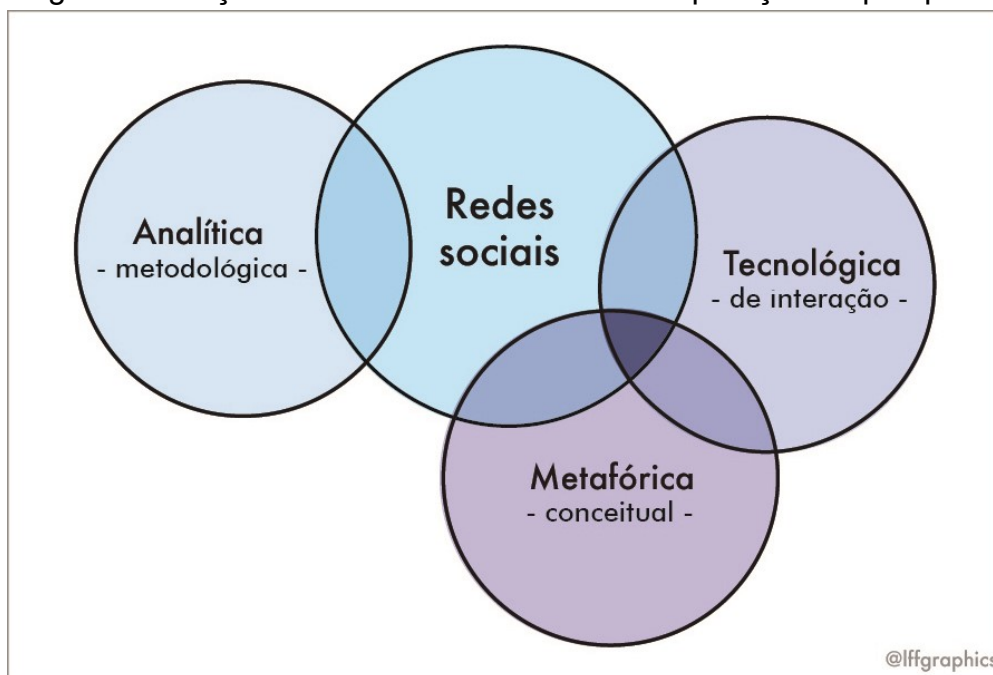 Analítica
- metodológica -
Redes
sociais
Tecnológica
- de interação -
Metafórica
- conceitual -
@lffgraphics